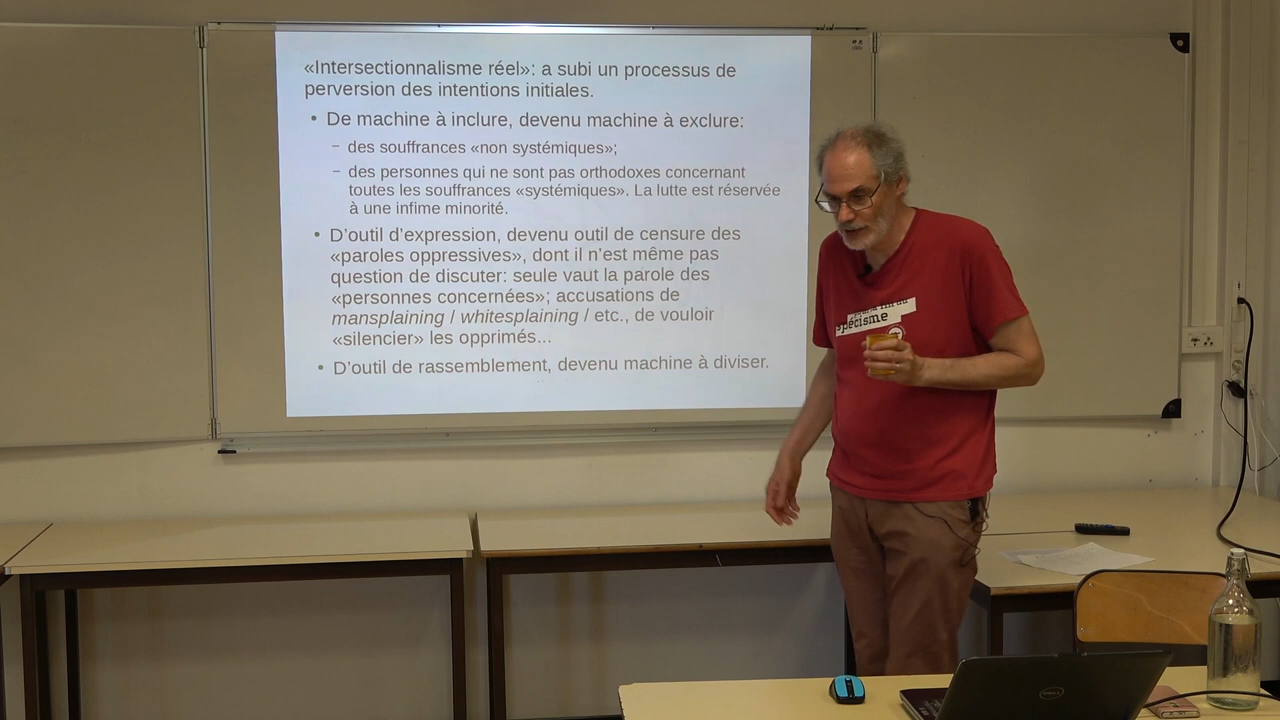 «Intersectionnalisme réel»: a subi un processus de
perversion des intentions initiales.
• De machine à inclure, devenu machine à exclure:
– des souffrances «non systémiques»;
– des personnes qui ne sont pas orthodoxes concernant
toutes les souffrances «systémiques». La lutte est réservée
à une infime minorité.
• D’outil d’expression, devenu outil de censure des
«paroles oppressives», dont il n’est même pas
question de discuter: seule vaut la parole des
«personnes concernées»; accusations de
mansplaining / whitesplaining / etc., de vouloir
«silencier» les opprimés...
• D’outil de rassemblement, devenu machine à diviser.
spécisme
DELL